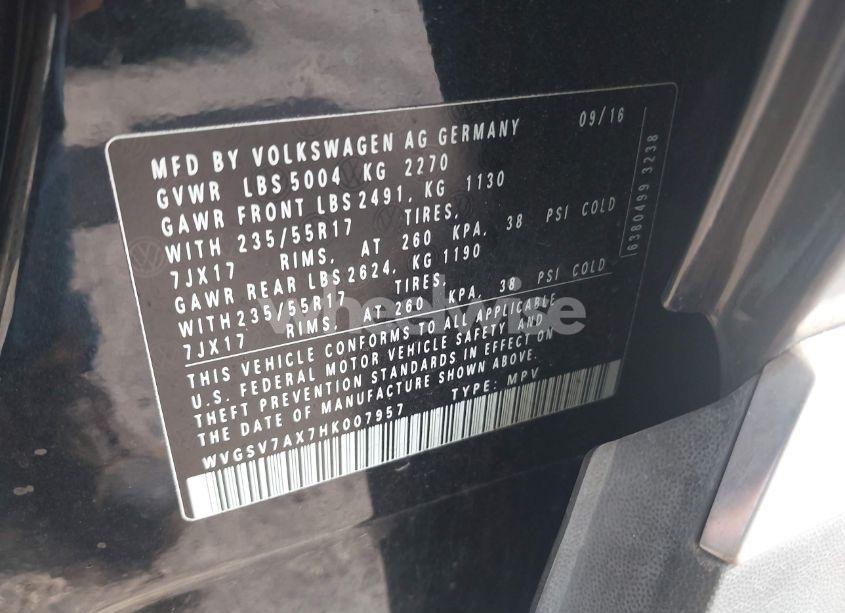 MFD BY VOLKSWAGEN AG GERMANY 09/16
GVWR LBS 5004 KG 2270
GAWR FRONT LBS 2491, KG 1130
WITH 235/55R17 TIRES,
7JX17 RIMS, AT 260 KPA, 38 PSI COLD
GAWR REAR LBS 2624, KG 1190
WITH 235/55R17 TIRES,
7JX17 RIMS, AT 260 KPA, 38 PSI COLD
THIS VEHICLE CONFORMS TO ALL APPLICABLE
U.S. FEDERAL MOTOR VEHICLE SAFETY AND
THEFT PREVENTION STANDARDS IN EFFECT ON
THE DATE OF MANUFACTURE SHOWN ABOVE.
WVGSV7AX7HK007957 TYPE: MPV
6380499 3238